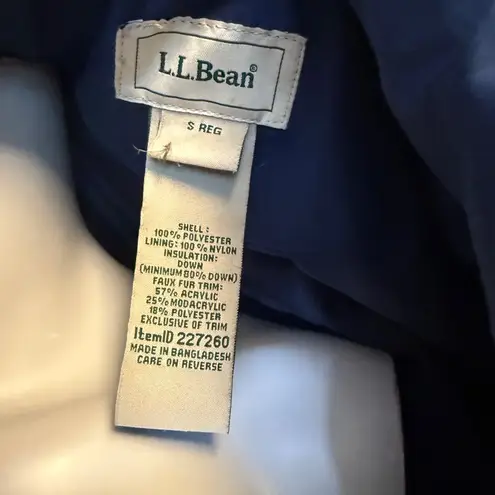 L.L.Bean®
S REG
SHELL:
100% POLYESTER
LINING: 100% NYLON
INSULATION:
DOWN
(MINIMUM 80% DOWN)
FAUX FUR TRIM:
57% ACRYLIC
25% MODACRYLIC
18% POLYESTER
EXCLUSIVE OF TRIM
ItemID 227260
MADE IN BANGLADESH
CARE ON REVERSE